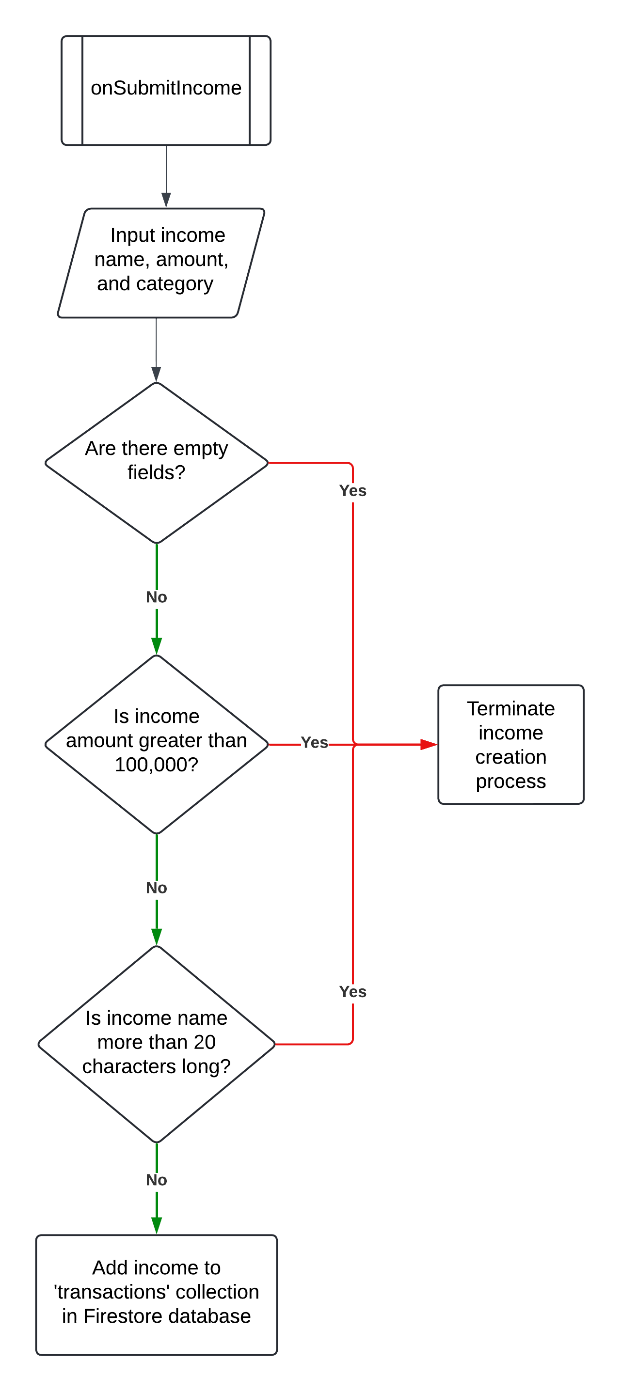 onSubmitIncome
Input income
name, amount,
and category
Are there empty
fields?
Yes
No
Is income
amount greater than
100,000?
Yes
Terminate
income
creation
process
No
Is income name
more than 20
characters long?
Yes
No
Add income to
'transactions' collection
in Firestore database